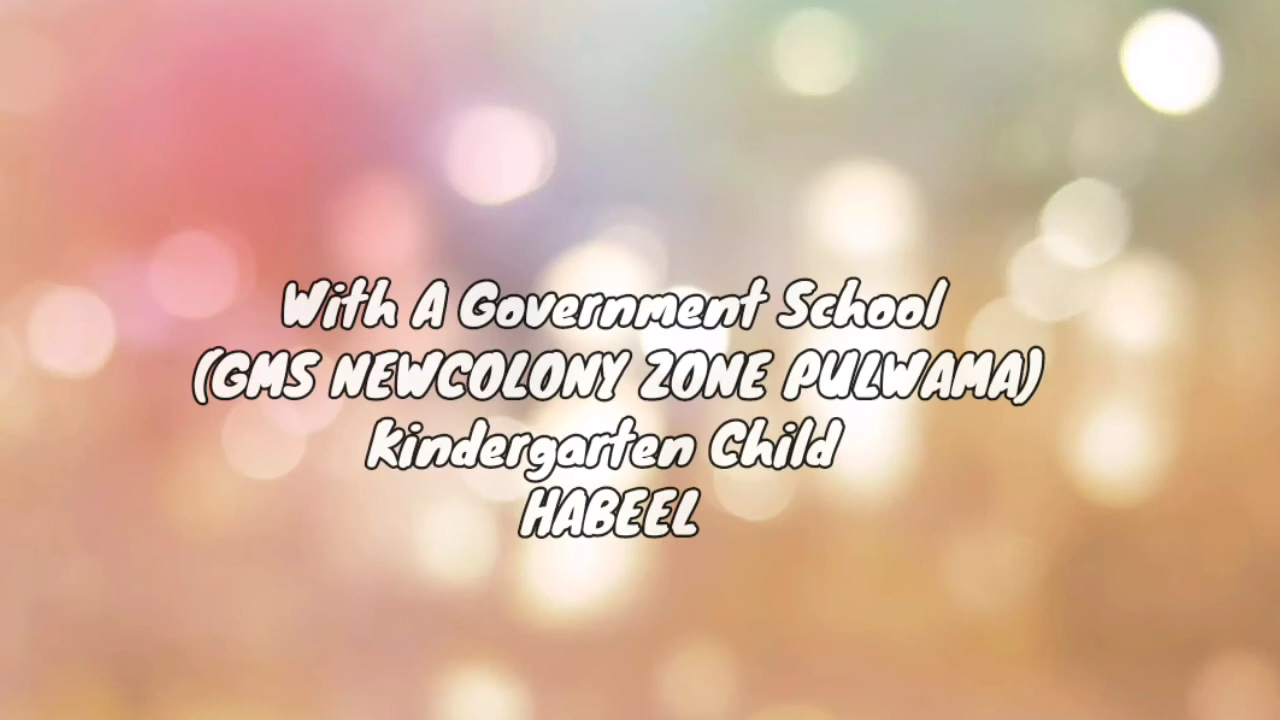 With A Government School
(GMS NEWCOLONY ZONE PULWAMA)
Kindergarten Child
HABEEL